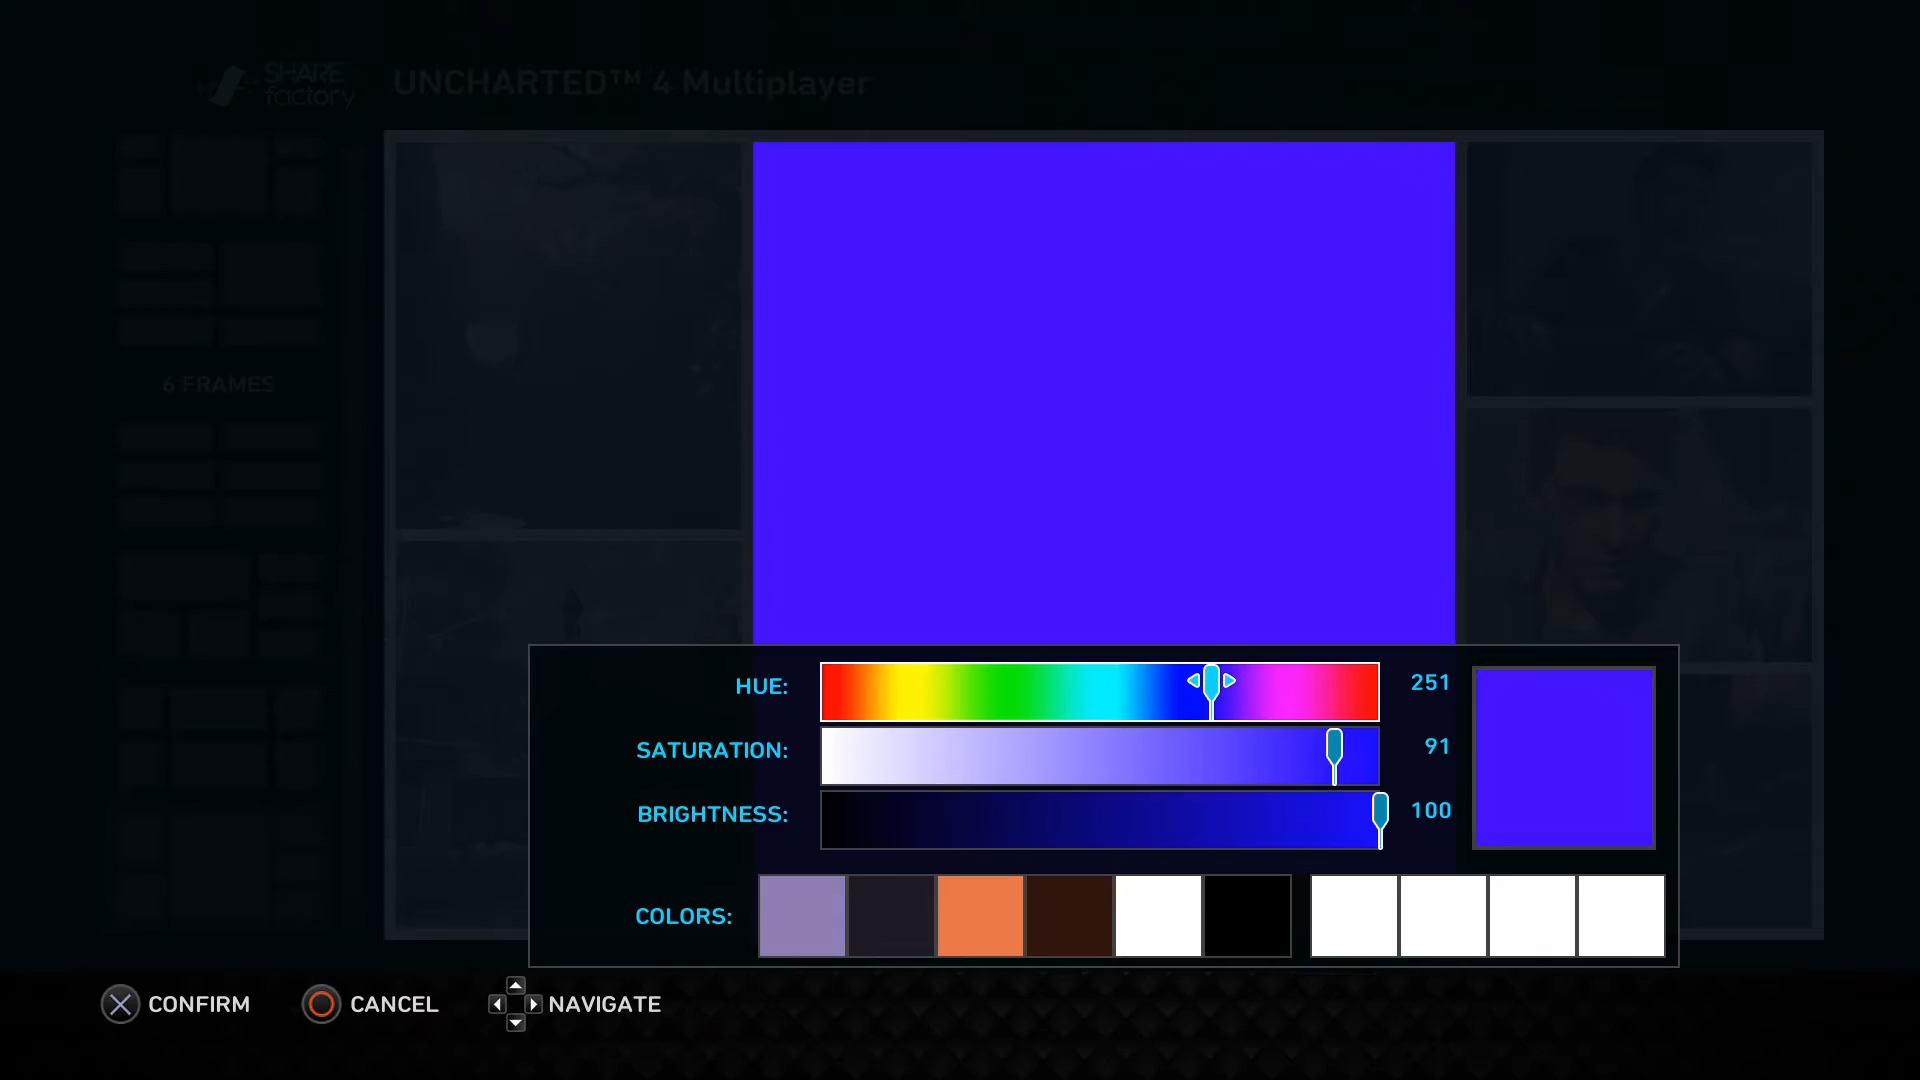 SHARE
factory
UNCHARTED™ 4 Multiplayer
6 FRAMES
HUE: 251
SATURATION: 91
BRIGHTNESS: 100
COLORS:
CONFIRM CANCEL NAVIGATE